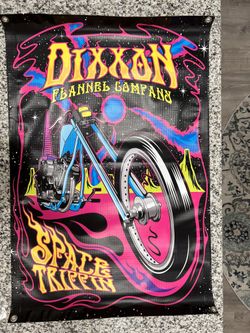 DIXXON
FLANNEL COMPANY
SPACE
TRIPPIN